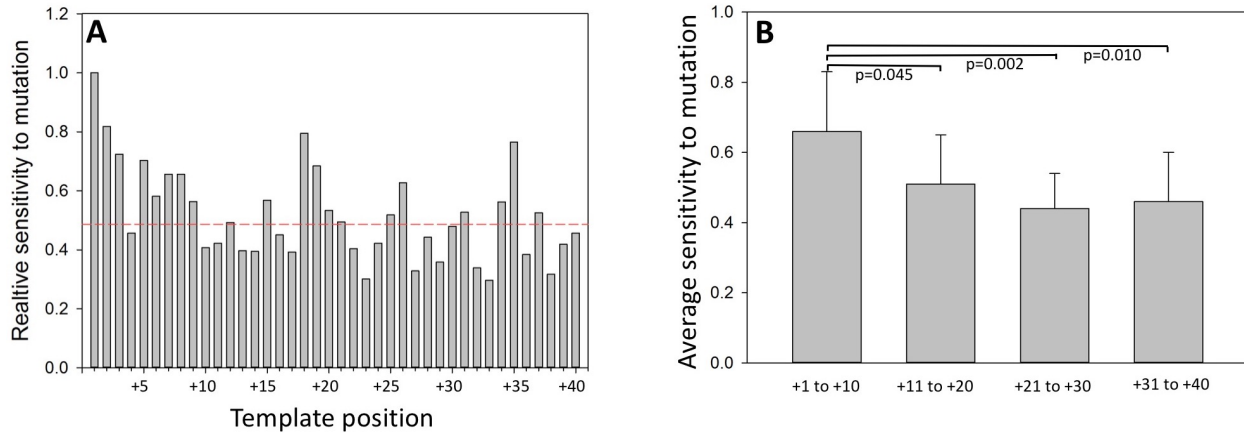 A
Realtive sensitivity to mutation
1.2
1.0
0.8
0.6
0.4
0.2
0.0
+5 +10 +15 +20 +25 +30 +35 +40
Template position
B
Average sensitivity to mutation
1.0
0.8
0.6
0.4
0.2
0.0
p=0.045
p=0.002
p=0.010
+1 to +10 +11 to +20 +21 to +30 +31 to +40